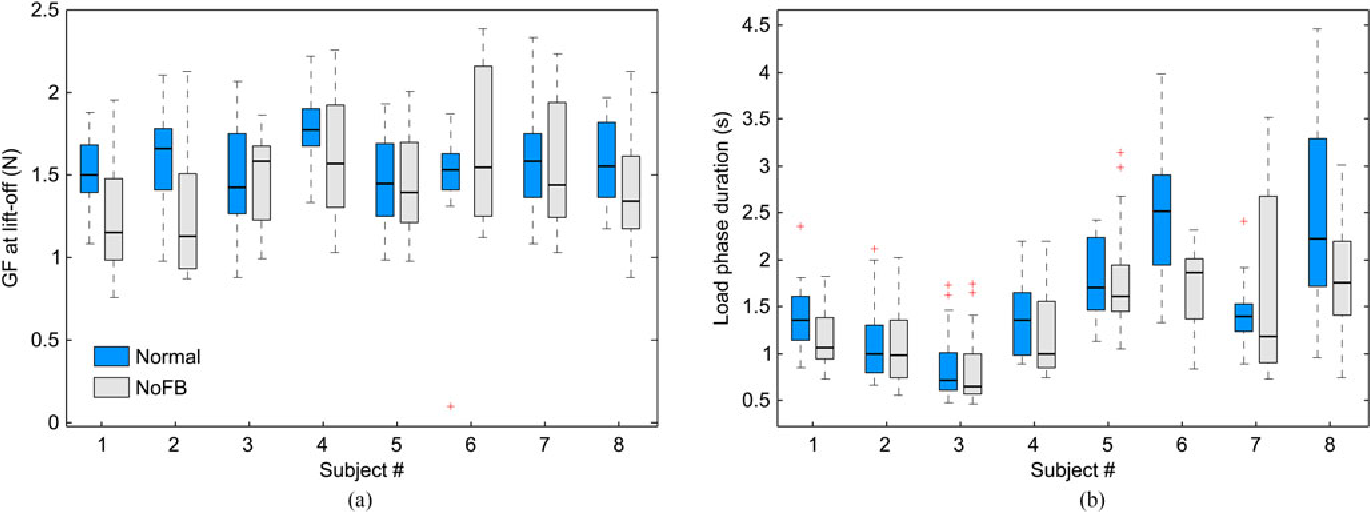 GF at lift-off (N)
2.5
2
1.5
1
0.5
0
Normal
NoFB
1 2 3 4 5 6 7 8
Subject #
(a)
Load phase duration (s)
4.5
4
3.5
3
2.5
2
1.5
1
0.5
1 2 3 4 5 6 7 8
Subject #
(b)